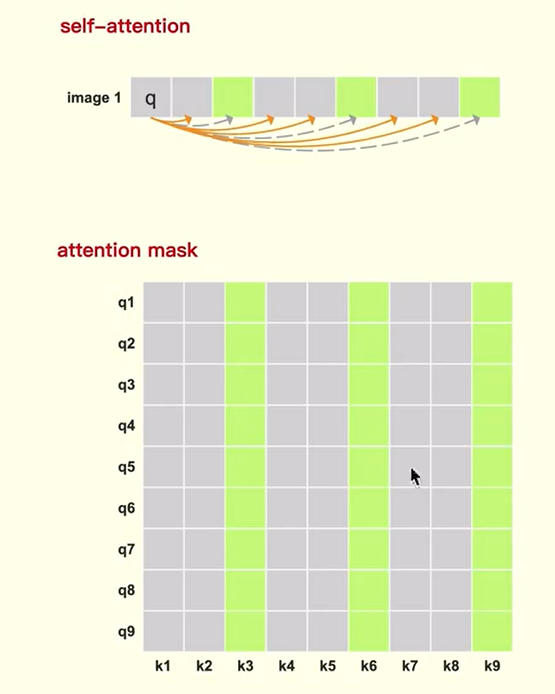 self-attention
image 1 q
attention mask
q1
q2
q3
q4
q5
q6
q7
q8
q9
k1 k2 k3 k4 k5 k6 k7 k8 k9